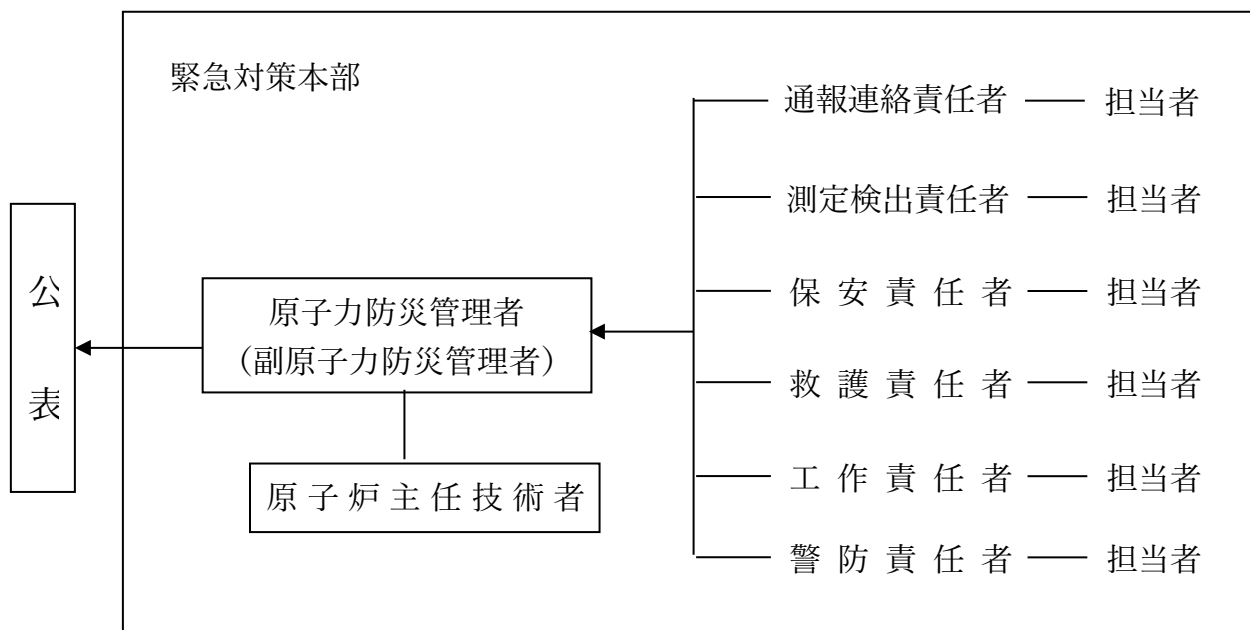 緊急対策本部
通報連絡責任者 担当者
測定検出責任者 担当者
保安責任者 担当者
公表
原子力防災管理者
(副原子力防災管理者)
救護責任者 担当者
原子炉主任技術者
工作責任者 担当者
警防責任者 担当者